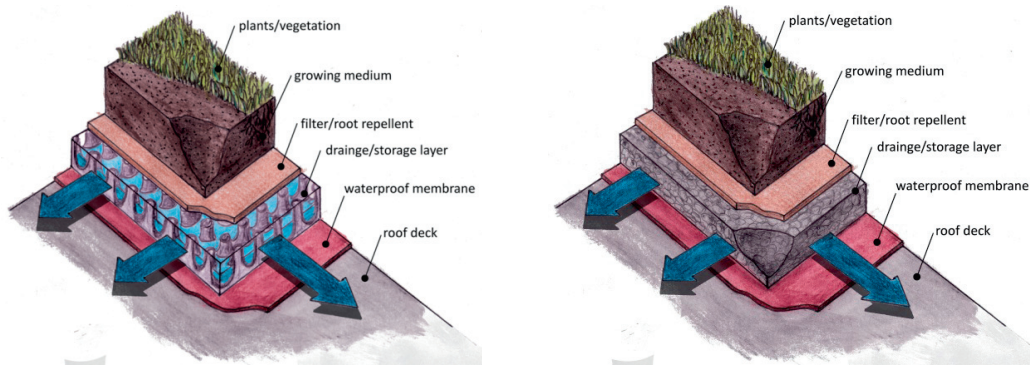 plants/vegetation
growing medium
filter/root repellent
drainge/storage layer
waterproof membrane
roof deck
plants/vegetation
growing medium
filter/root repellent
drainge/storage layer
waterproof membrane
roof deck